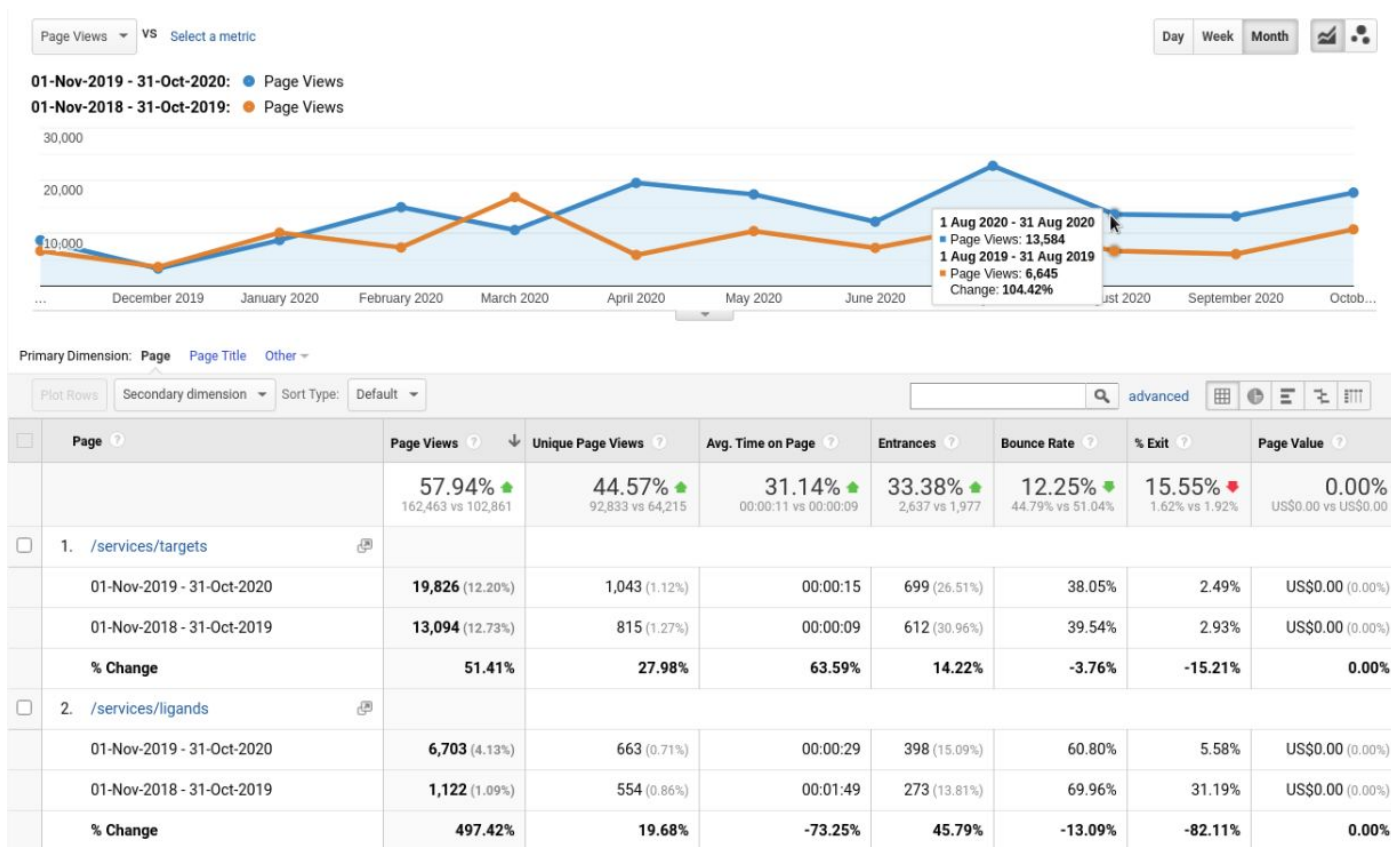 Page Views VS Select a metric Day Week Month
01-Nov-2019 - 31-Oct-2020: Page Views
01-Nov-2018 - 31-Oct-2019: Page Views
30,000
20,000
10,000
1 Aug 2020 - 31 Aug 2020
Page Views: 13,584
1 Aug 2019 - 31 Aug 2019
Page Views: 6,645
Change: 104.42%
... December 2019 January 2020 February 2020 March 2020 April 2020 May 2020 June 2020 ust 2020 September 2020 Octob...
Primary Dimension: Page Page Title Other
Plot Rows Secondary dimension Sort Type: Default advanced
Page ? Page Views ? Unique Page Views ? Avg. Time on Page ? Entrances ? Bounce Rate ? % Exit ? Page Value ?
57.94% 44.57% 31.14% 33.38% 12.25% 15.55% 0.00%
162,463 vs 102,861 92,833 vs 64,215 00:00:11 vs 00:00:09 2,637 vs 1,977 44.79% vs 51.04% 1.62% vs 1.92% US$0.00 vs US$0.00
1. /services/targets
01-Nov-2019 - 31-Oct-2020 19,826 (12.20%) 1,043 (1.12%) 00:00:15 699 (26.51%) 38.05% 2.49% US$0.00 (0.00%)
01-Nov-2018 - 31-Oct-2019 13,094 (12.73%) 815 (1.27%) 00:00:09 612 (30.96%) 39.54% 2.93% US$0.00 (0.00%)
% Change 51.41% 27.98% 63.59% 14.22% -3.76% -15.21% 0.00%
2. /services/ligands
01-Nov-2019 - 31-Oct-2020 6,703 (4.13%) 663 (0.71%) 00:00:29 398 (15.09%) 60.80% 5.58% US$0.00 (0.00%)
01-Nov-2018 - 31-Oct-2019 1,122 (1.09%) 554 (0.86%) 00:01:49 273 (13.81%) 69.96% 31.19% US$0.00 (0.00%)
% Change 497.42% 19.68% -73.25% 45.79% -13.09% -82.11% 0.00%